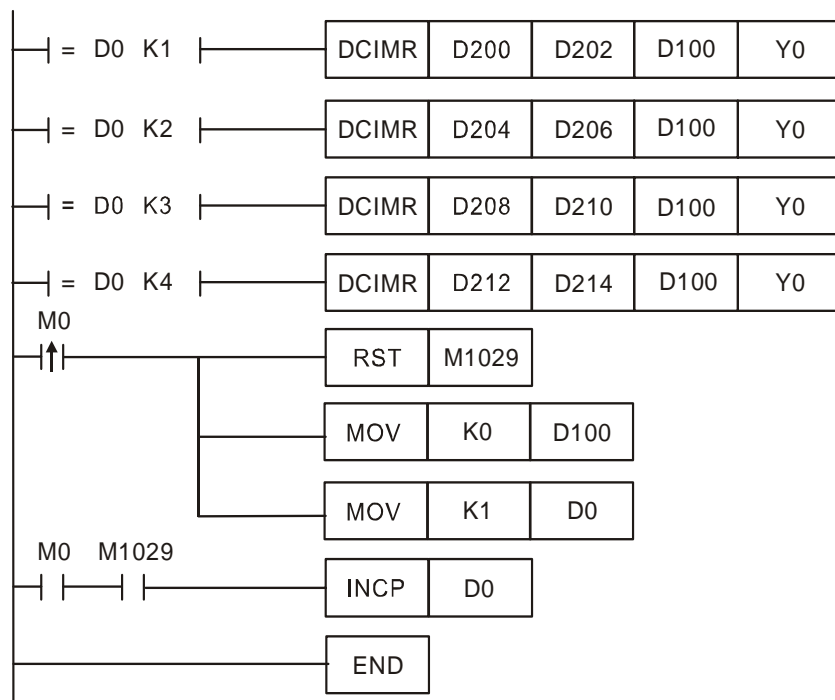 = D0 K1 DCIMR D200 D202 D100 Y0
= D0 K2 DCIMR D204 D206 D100 Y0
= D0 K3 DCIMR D208 D210 D100 Y0
= D0 K4 DCIMR D212 D214 D100 Y0
M0
RST M1029
MOV K0 D100
MOV K1 D0
M0 M1029
INCP D0
END